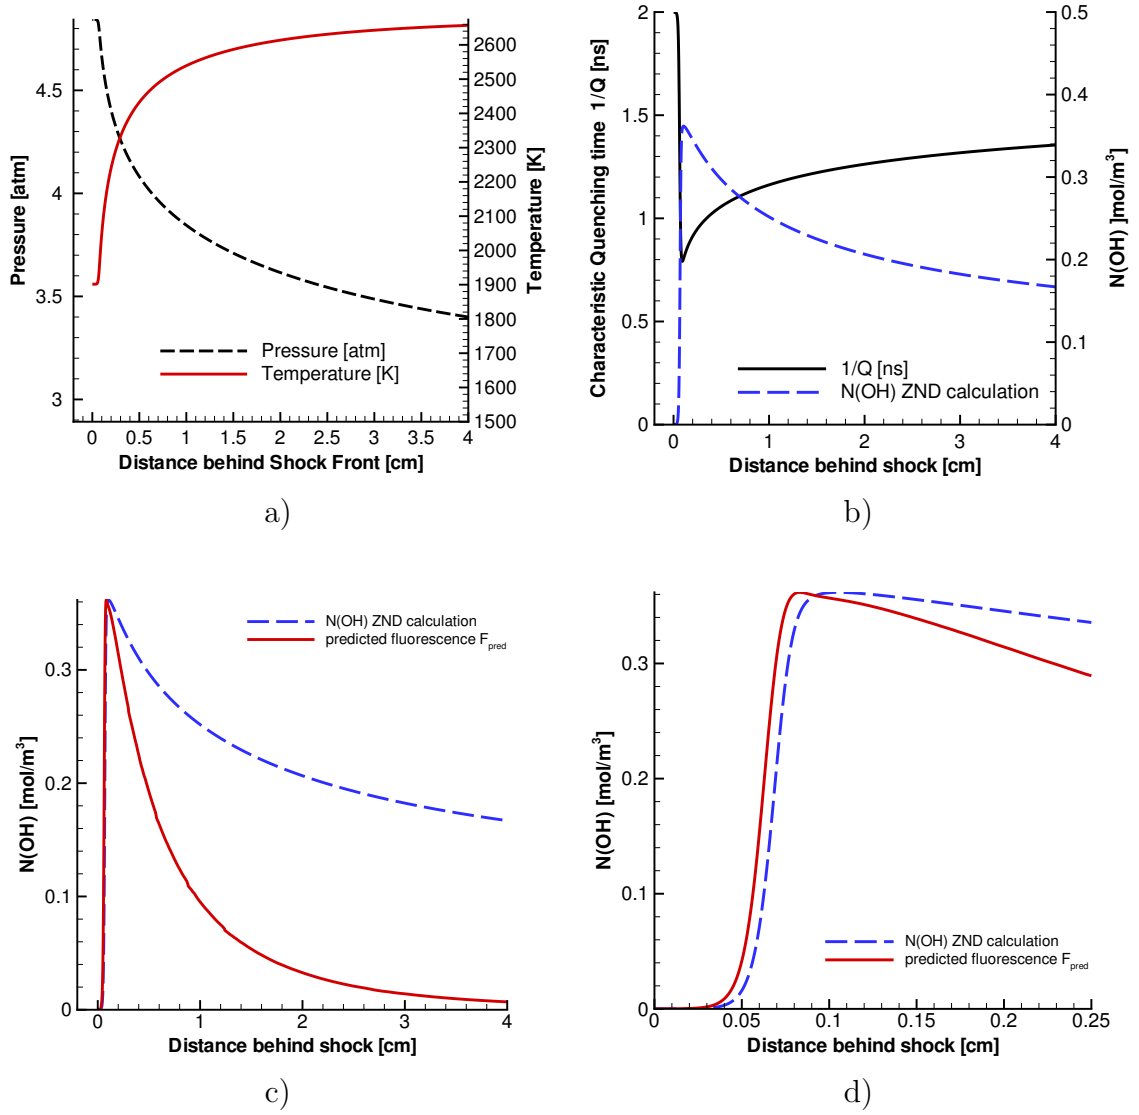 4.5
4
3.5
3
Pressure [atm]
2600
2500
2400
2300
2200
2100
2000
1900
1800
1700
1600
1500
Temperature [K]
Pressure [atm]
Temperature [K]
0 0.5 1 1.5 2 2.5 3 3.5 4
Distance behind Shock Front [cm]
a)
2
1.5
1
0.5
0
Characteristic Quenching time 1/Q [ns]
0.5
0.4
0.3
0.2
0.1
0
N(OH) [mol/m³]
1/Q [ns]
N(OH) ZND calculation
0 1 2 3 4
Distance behind shock [cm]
b)
0.3
0.2
0.1
0
N(OH) [mol/m³]
N(OH) ZND calculation
predicted fluorescence F_pred
0 1 2 3 4
Distance behind shock [cm]
c)
0.3
0.2
0.1
0
N(OH) [mol/m³]
N(OH) ZND calculation
predicted fluorescence F_pred
0 0.05 0.1 0.15 0.2 0.25
Distance behind shock [cm]
d)